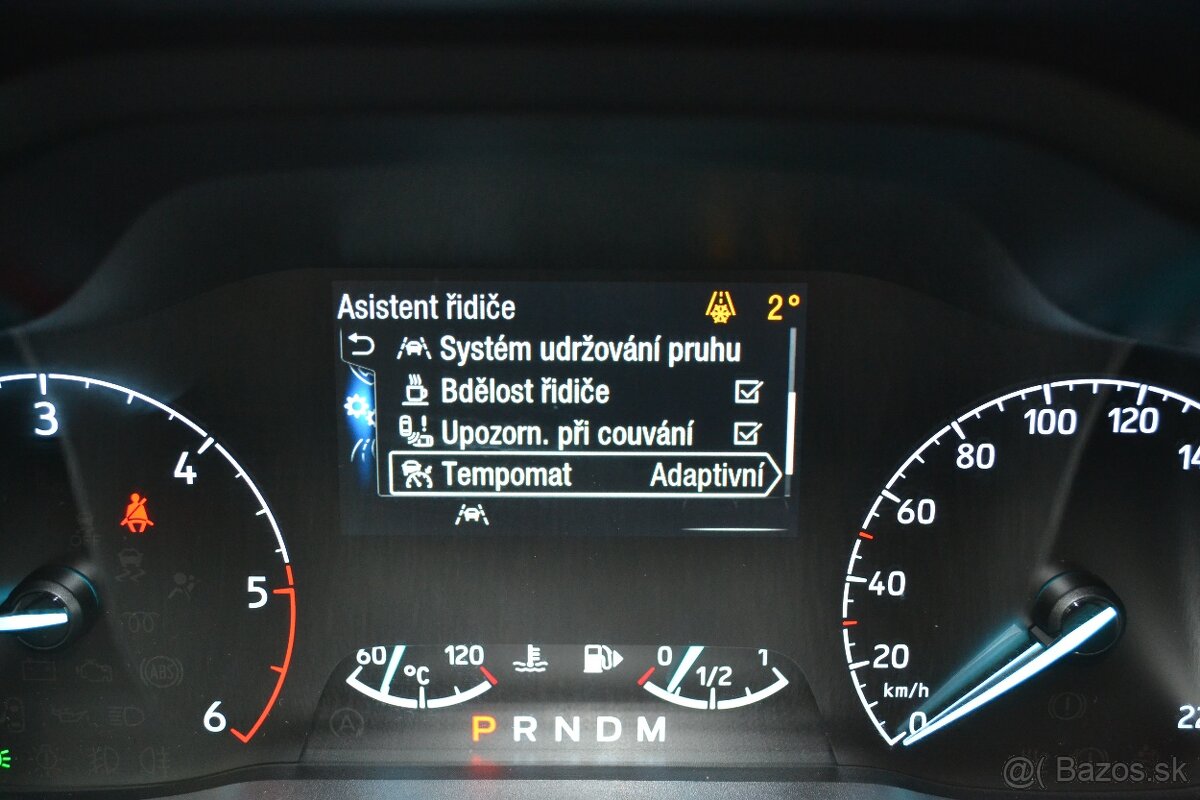 Asistent řidiče 2°
Systém udržování pruhu
Bdělost řidiče
Upozorn. při couvání
Tempomat Adaptivní
3
4
5
6
60 °C 120
0 1/2 1
P R N D M
0
20
40
60
80
100
120
km/h
ABS
A
@( Bazos.sk